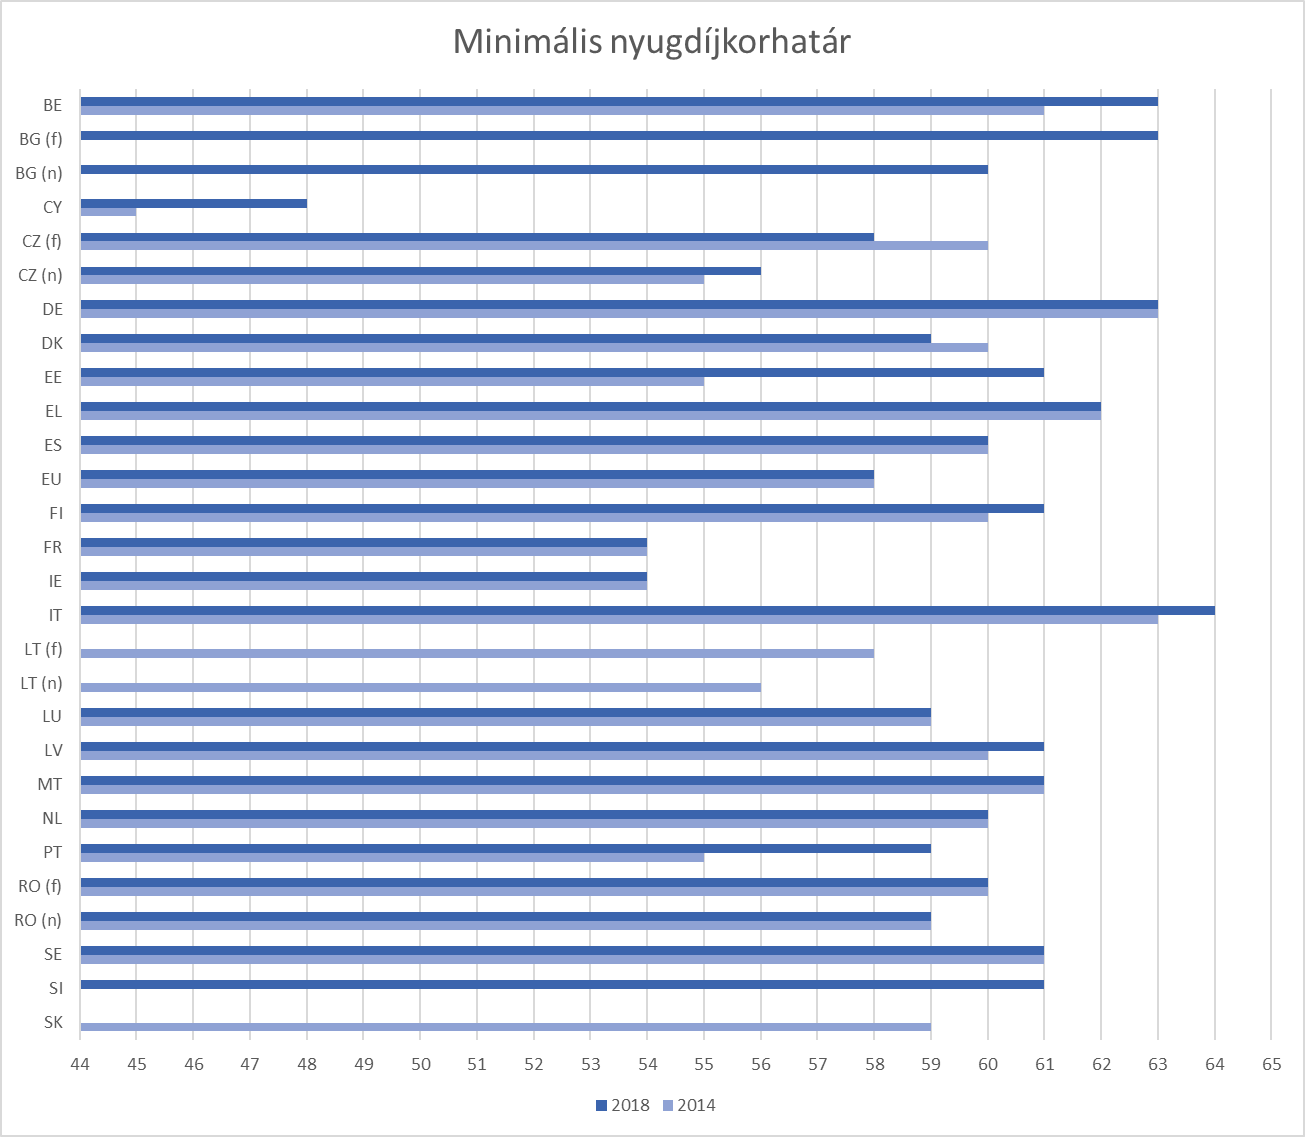 Minimális nyugdíjkorhatár
BE
BG (f)
BG (n)
CY
CZ (f)
CZ (n)
DE
DK
EE
EL
ES
EU
FI
FR
IE
IT
LT (f)
LT (n)
LU
LV
MT
NL
PT
RO (f)
RO (n)
SE
SI
SK
44 45 46 47 48 49 50 51 52 53 54 55 56 57 58 59 60 61 62 63 64 65
2018 2014